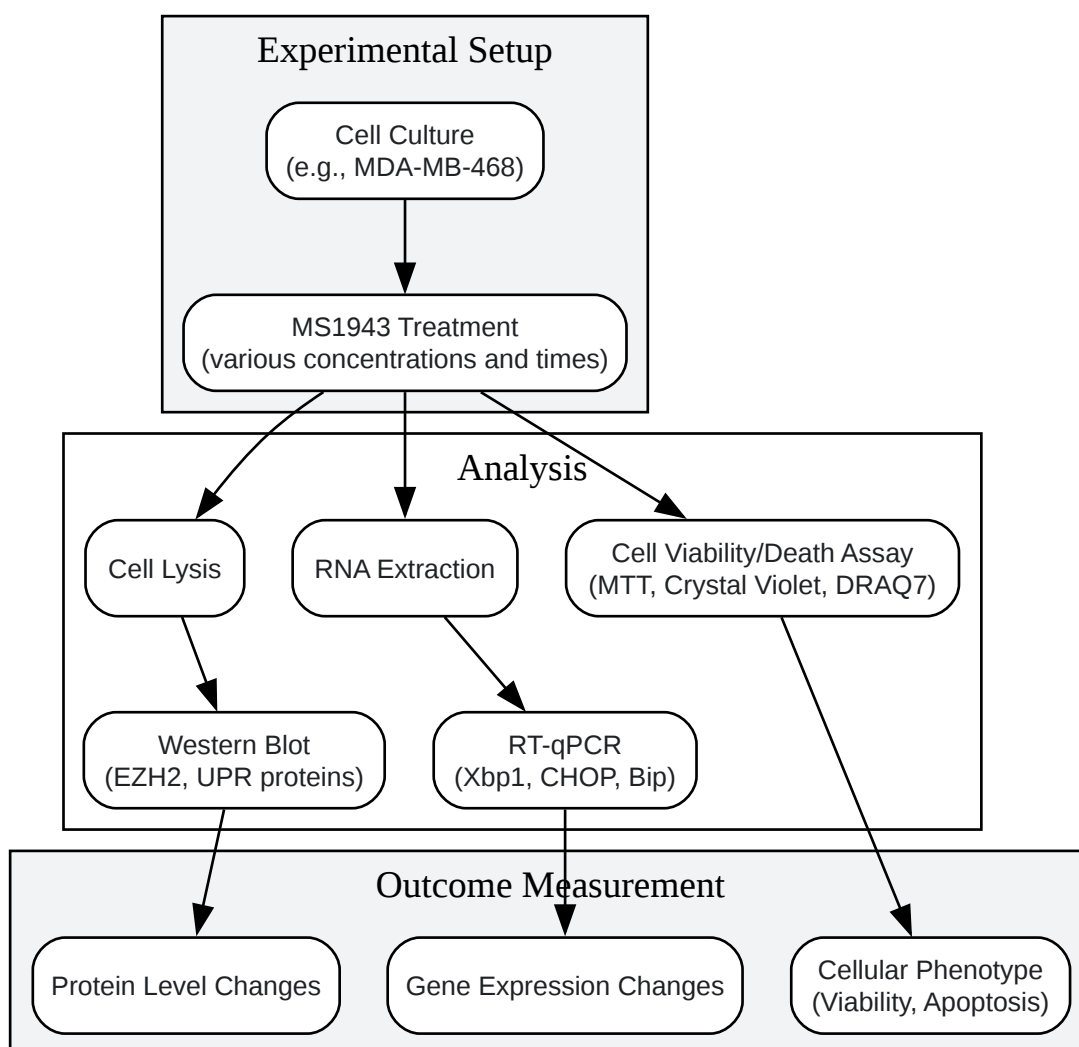 Experimental Setup
Cell Culture
(e.g., MDA-MB-468)
MS1943 Treatment
(various concentrations and times)
Analysis
Cell Lysis
RNA Extraction
Cell Viability/Death Assay
(MTT, Crystal Violet, DRAQ7)
Western Blot
(EZH2, UPR proteins)
RT-qPCR
(Xbp1, CHOP, Bip)
Outcome Measurement
Protein Level Changes
Gene Expression Changes
Cellular Phenotype
(Viability, Apoptosis)